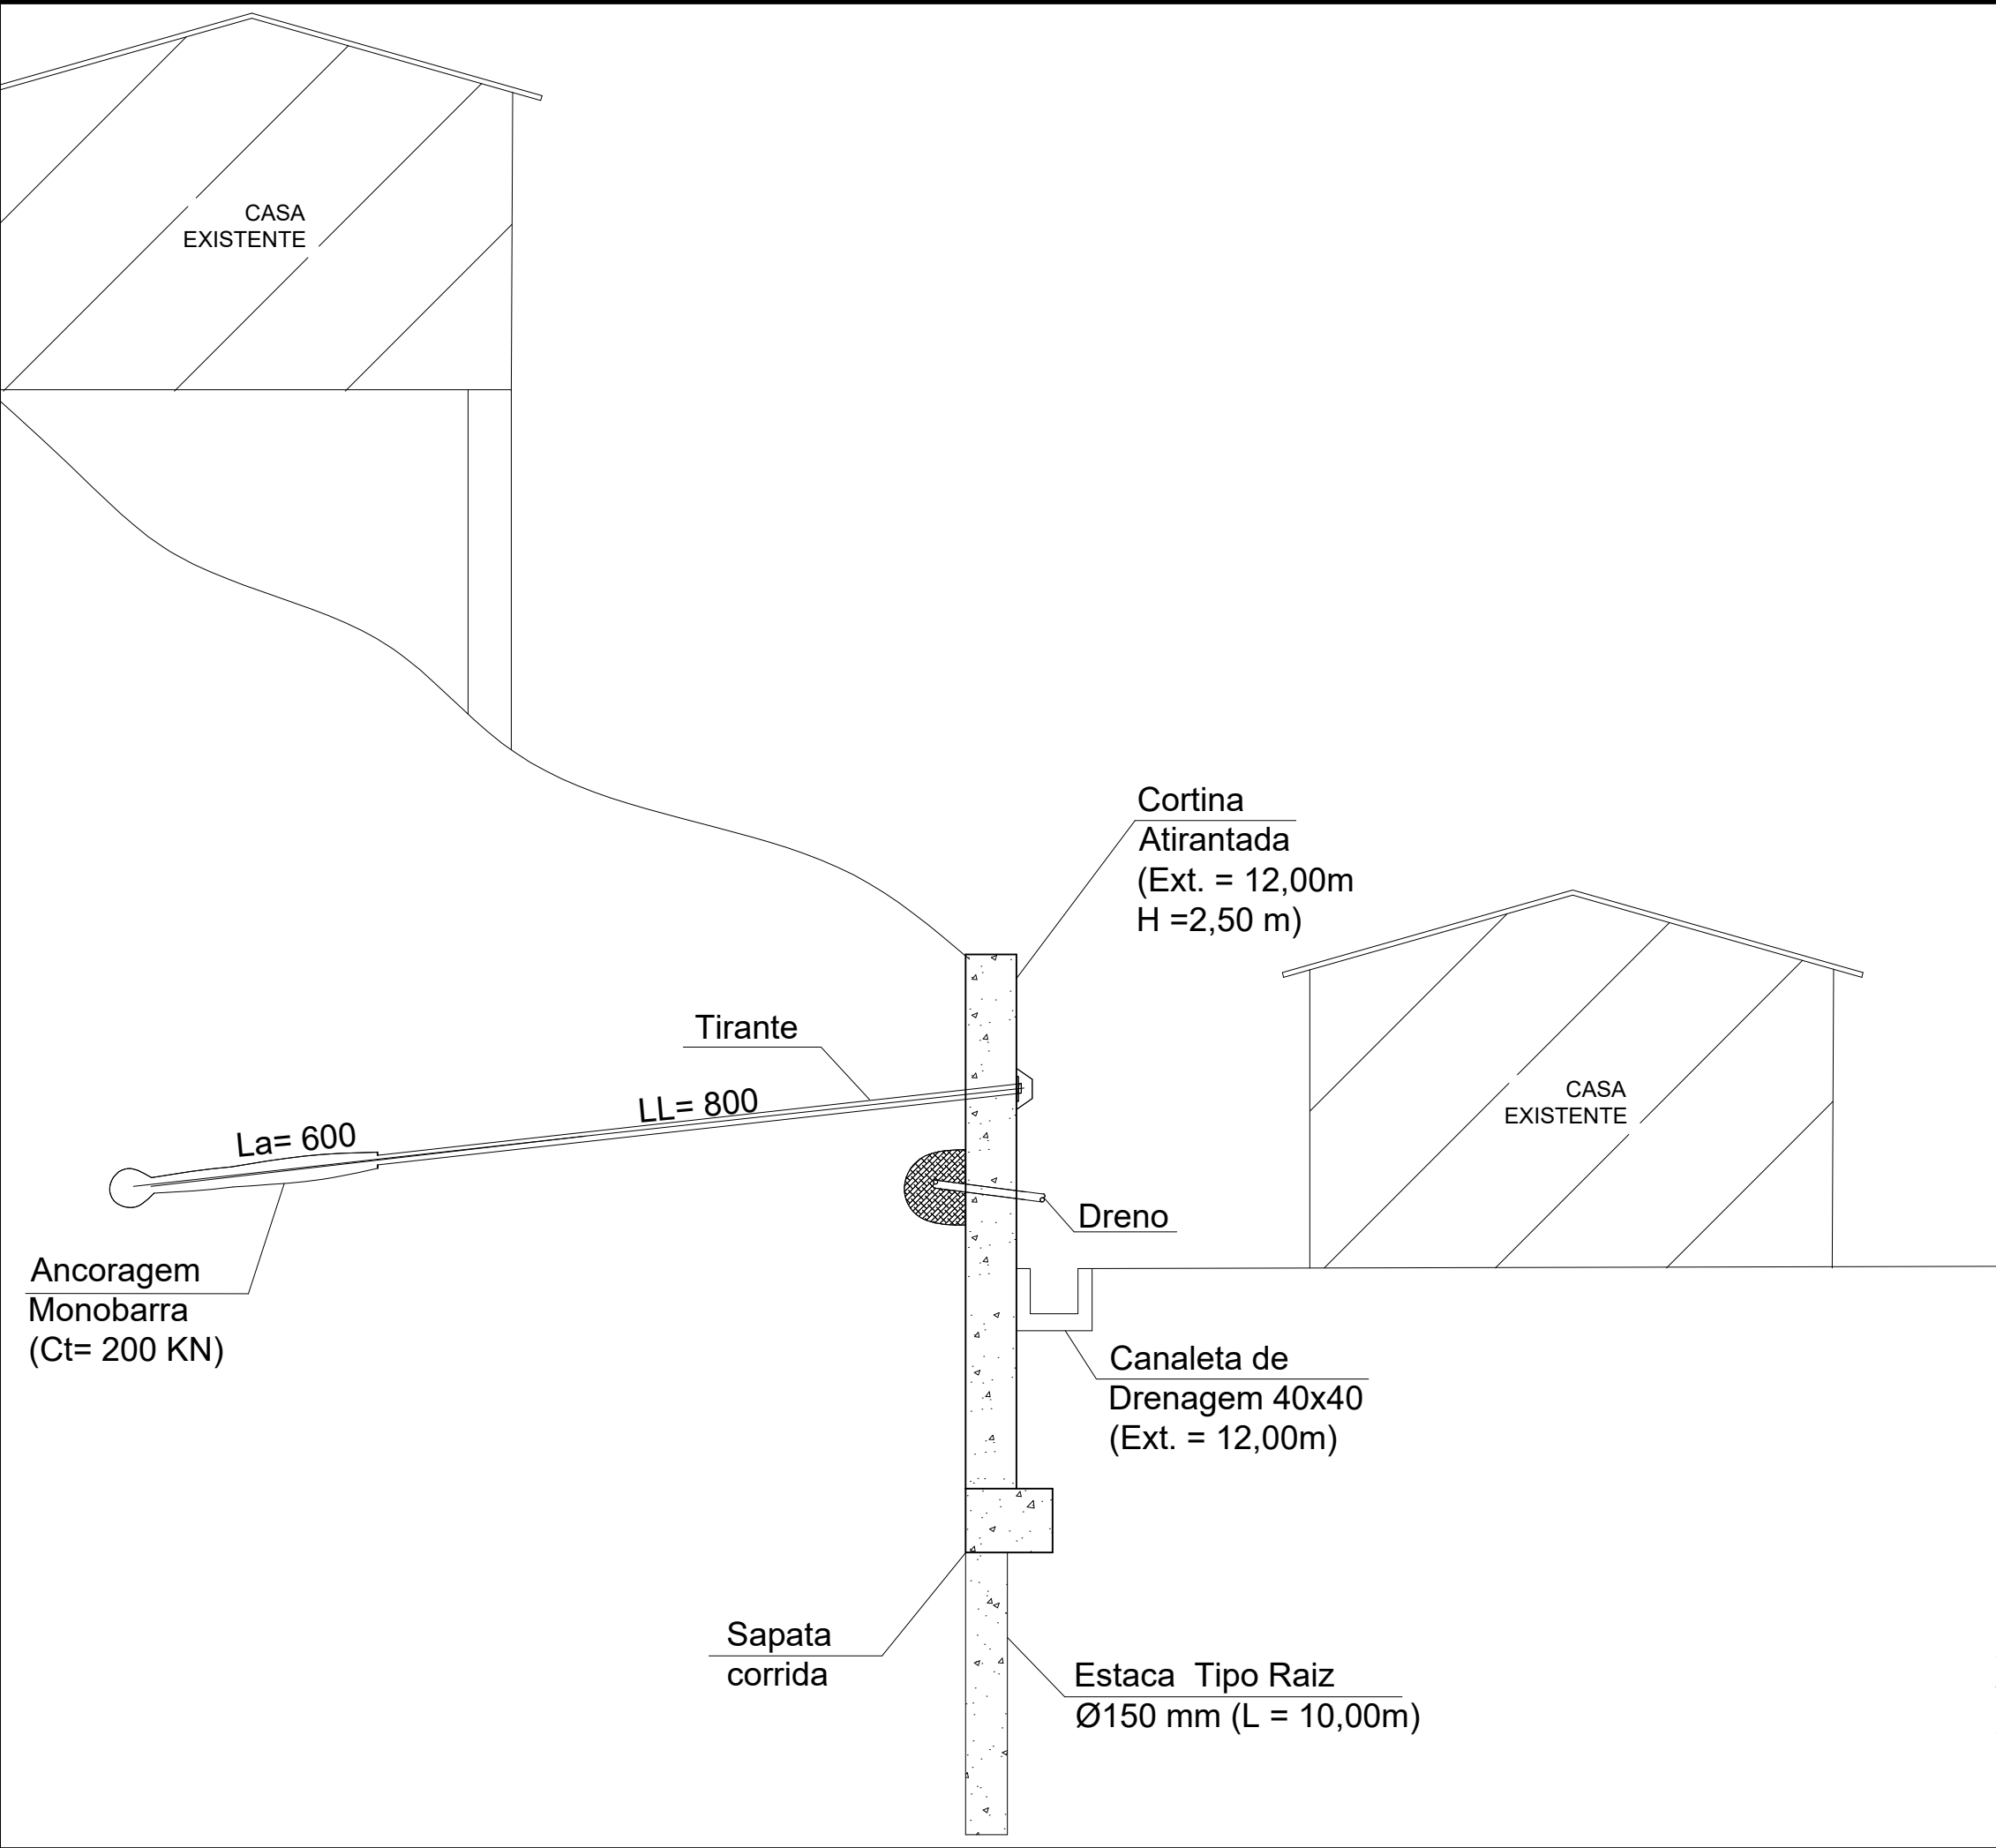 CASA
EXISTENTE
Cortina
Atirantada
(Ext. = 12,00m
H =2,50 m)
Tirante
LL= 800
La= 600
CASA
EXISTENTE
Dreno
Ancoragem
Monobarra
(Ct= 200 KN)
Canaleta de
Drenagem 40x40
(Ext. = 12,00m)
Sapata
corrida
Estaca  Tipo Raiz
Ø150 mm (L = 10,00m)